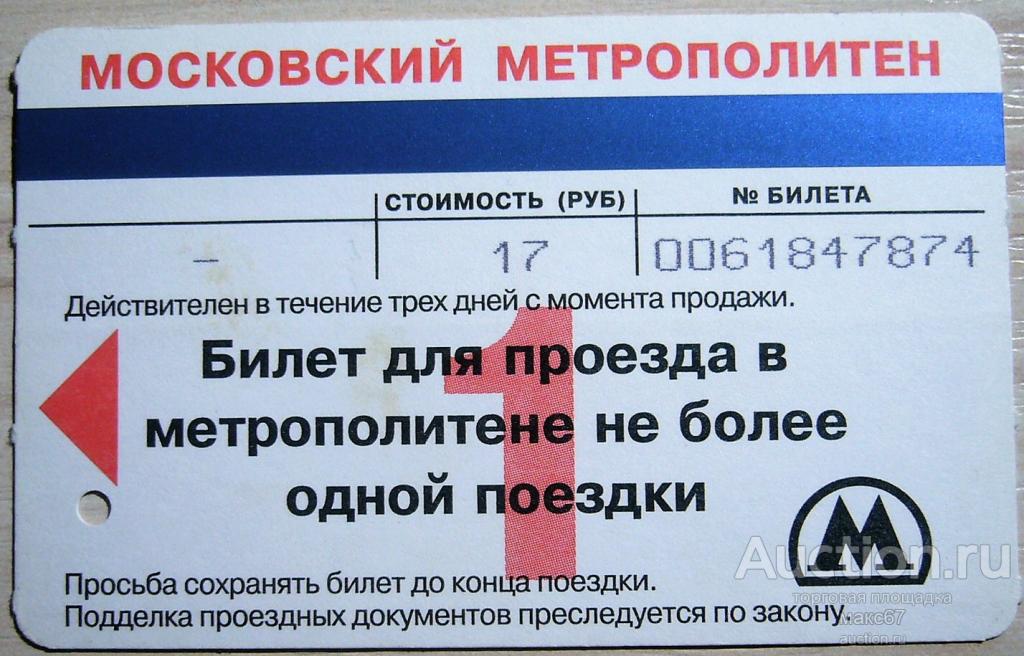 МОСКОВСКИЙ МЕТРОПОЛИТЕН
СТОИМОСТЬ (РУБ)
№ БИЛЕТА
– 17 0061847874
Действителен в течение трех дней с момента продажи.
1
Билет для проезда в
метрополитене не более
одной поездки
М
Просьба сохранять билет до конца поездки.
Подделка проездных документов преследуется по закону.
Auction.ru
торговая площадка
Макс67
auction.ru